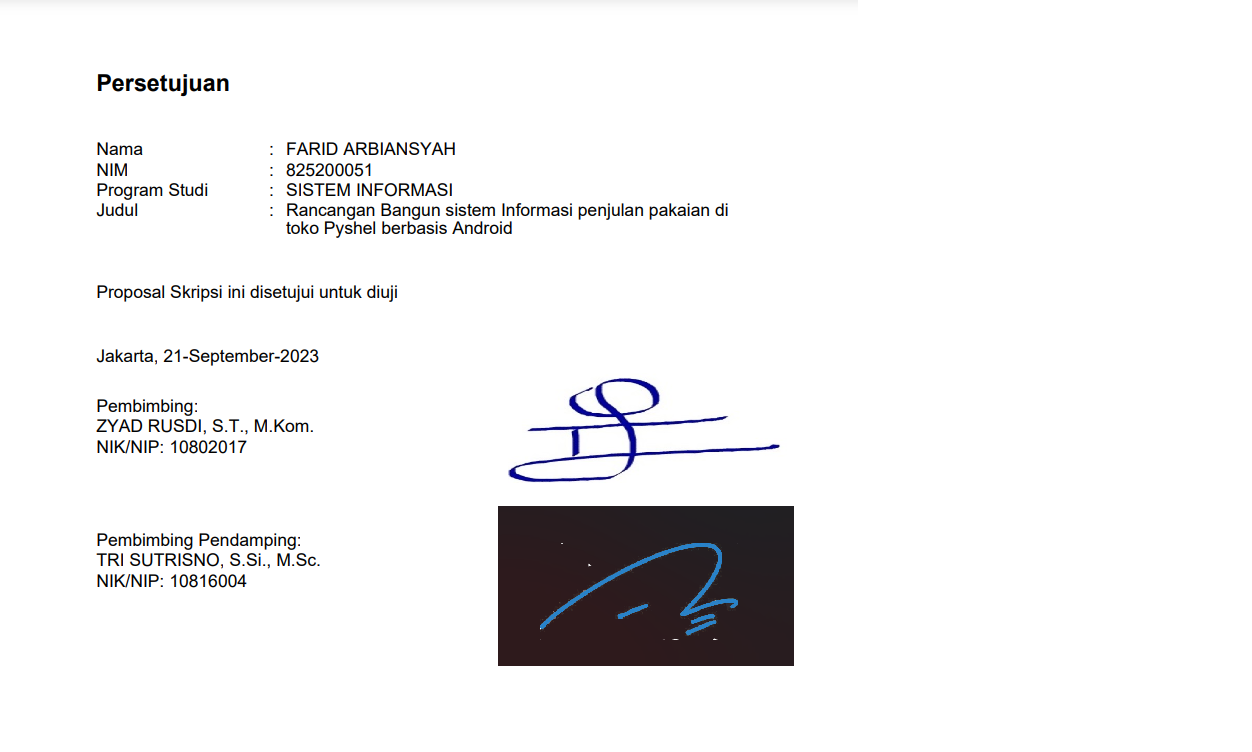 Persetujuan
Nama : FARID ARBIANSYAH
NIM : 825200051
Program Studi : SISTEM INFORMASI
Judul : Rancangan Bangun sistem Informasi penjulan pakaian di
toko Pyshel berbasis Android
Proposal Skripsi ini disetujui untuk diuji
Jakarta, 21-September-2023
Pembimbing:
ZYAD RUSDI, S.T., M.Kom.
NIK/NIP: 10802017
Pembimbing Pendamping:
TRI SUTRISNO, S.Si., M.Sc.
NIK/NIP: 10816004